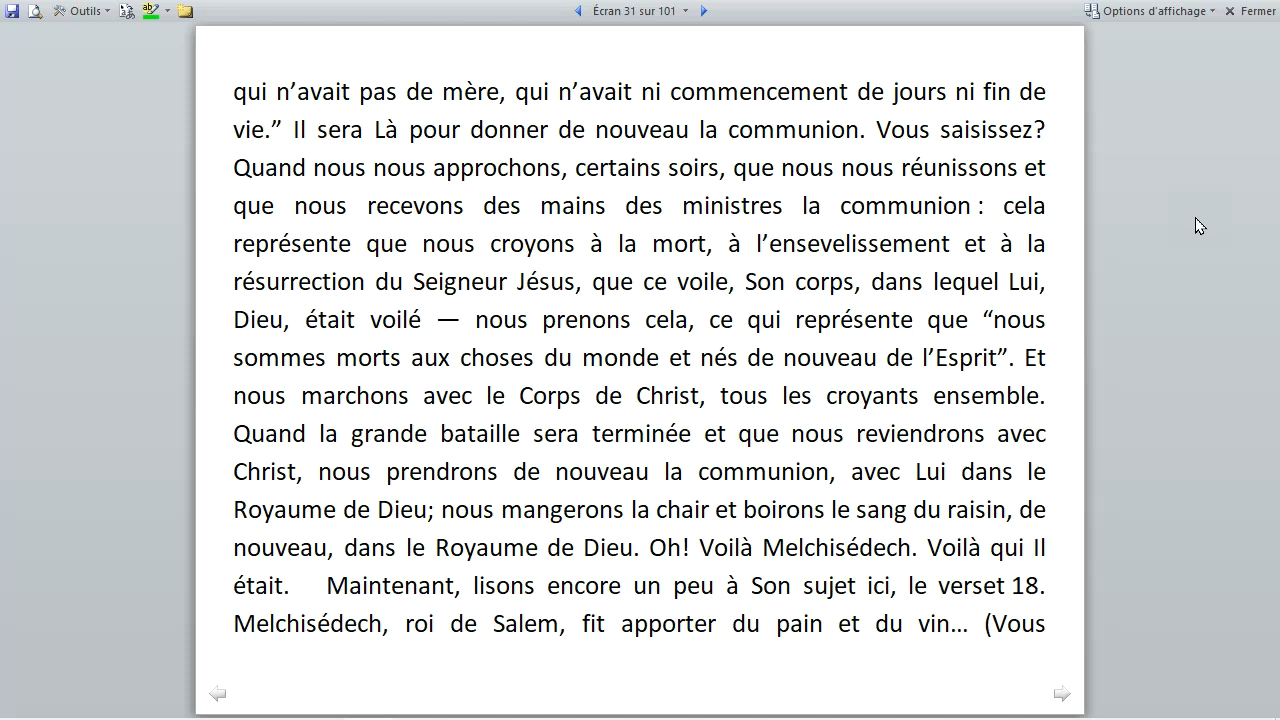 Outils Écran 31 sur 101 Options d'affichage Fermer
qui n’avait pas de mère, qui n’avait ni commencement de jours ni fin de
vie.” Il sera Là pour donner de nouveau la communion. Vous saisissez?
Quand nous nous approchons, certains soirs, que nous nous réunissons et
que nous recevons des mains des ministres la communion : cela
représente que nous croyons à la mort, à l’ensevelissement et à la
résurrection du Seigneur Jésus, que ce voile, Son corps, dans lequel Lui,
Dieu, était voilé — nous prenons cela, ce qui représente que “nous
sommes morts aux choses du monde et nés de nouveau de l’Esprit”. Et
nous marchons avec le Corps de Christ, tous les croyants ensemble.
Quand la grande bataille sera terminée et que nous reviendrons avec
Christ, nous prendrons de nouveau la communion, avec Lui dans le
Royaume de Dieu; nous mangerons la chair et boirons le sang du raisin, de
nouveau, dans le Royaume de Dieu. Oh! Voilà Melchisédech. Voilà qui Il
était. Maintenant, lisons encore un peu à Son sujet ici, le verset 18.
Melchisédech, roi de Salem, fit apporter du pain et du vin… (Vous